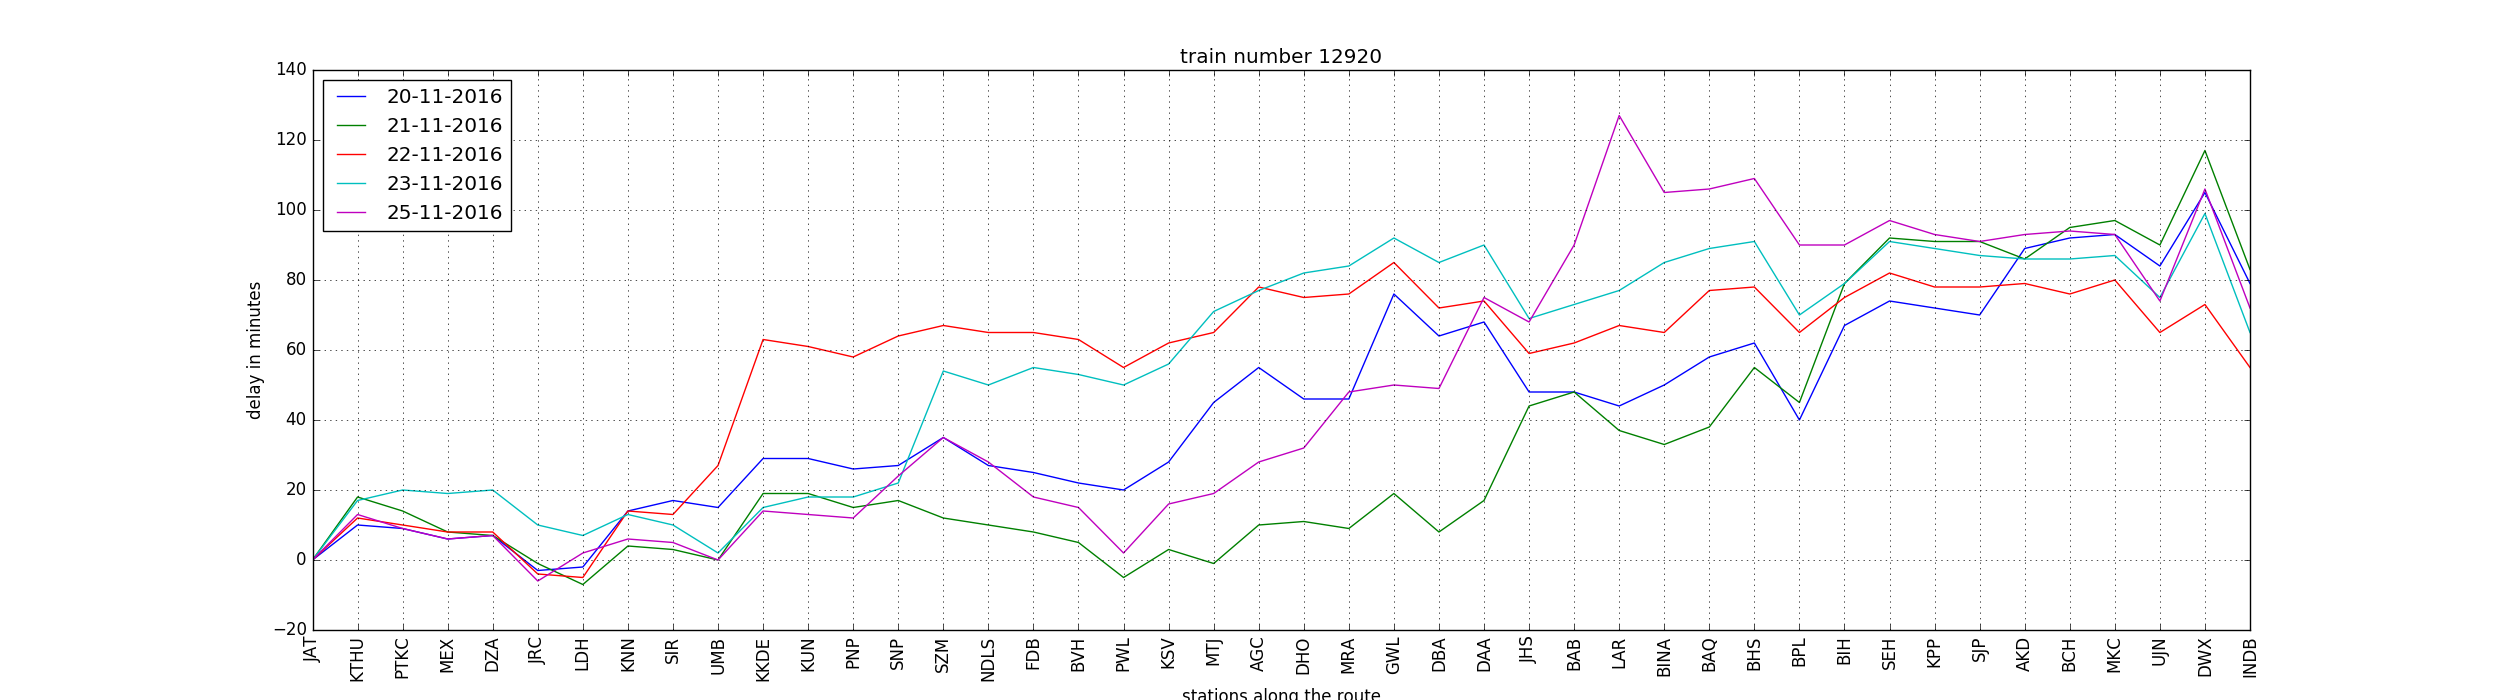 train number 12920
140
120
100
80
60
40
20
0
−20
delay in minutes
20-11-2016
21-11-2016
22-11-2016
23-11-2016
25-11-2016
JAT
KTHU
PTKC
MEX
DZA
JRC
LDH
KNN
SIR
UMB
KKDE
KUN
PNP
SNP
SZM
NDLS
FDB
BVH
PWL
KSV
MTJ
AGC
DHO
MRA
GWL
DBA
DAA
JHS
BAB
LAR
BINA
BAQ
BHS
BPL
BIH
SEH
KPP
SJP
AKD
BCH
MKC
UJN
DWX
INDB
stations along the route